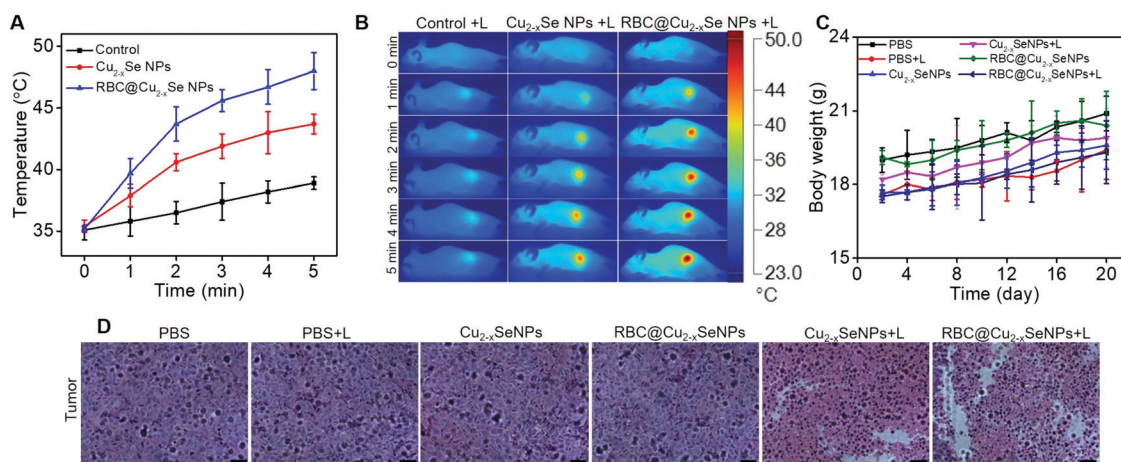 A
Temperature (°C)
50
45
40
35
Control
Cu2-xSe NPs
RBC@Cu2-xSe NPs
0 1 2 3 4 5
Time (min)
B
Control +L Cu2-xSe NPs +L RBC@Cu2-xSe NPs +L
0 min
1 min
2 min
3 min
4 min
5 min
50.0
48
44
40
36
32
28
23.0
°C
C
Body weight (g)
24
21
18
15
PBS
PBS+L
Cu2-xSeNPs
Cu2-xSeNPs+L
RBC@Cu2-xSeNPs
RBC@Cu2-xSeNPs+L
0 4 8 12 16 20
Time (day)
D
PBS PBS+L Cu2-xSeNPs RBC@Cu2-xSeNPs Cu2-xSeNPs+L RBC@Cu2-xSeNPs+L
Tumor